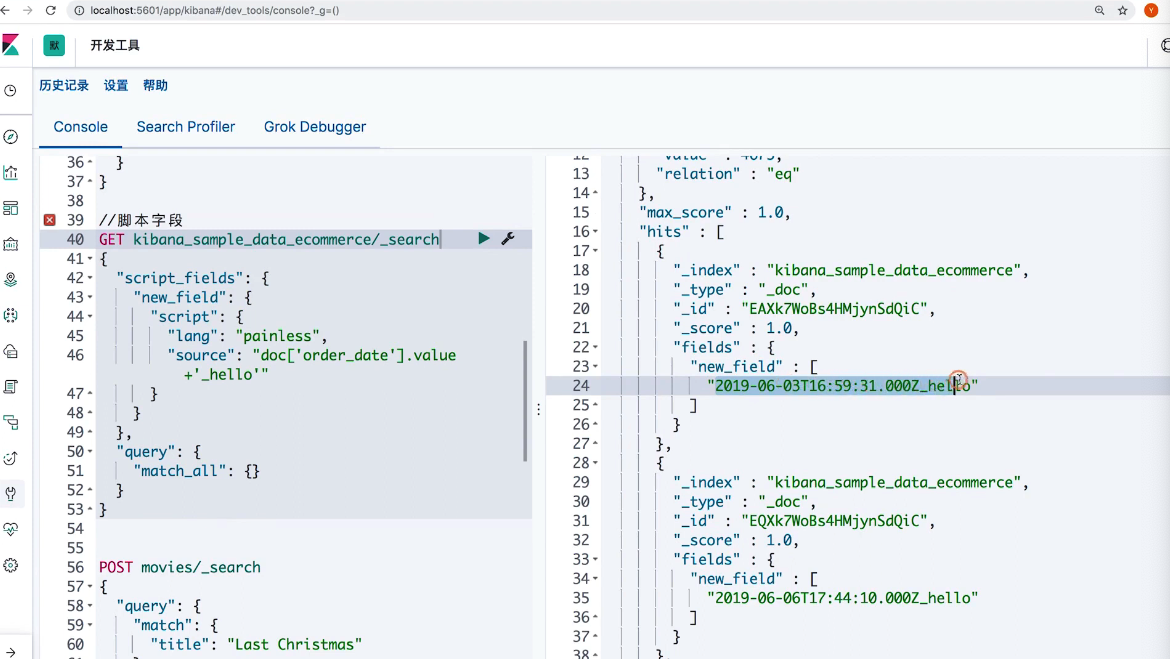 localhost:5601/app/kibana#/dev_tools/console?_g=()
Y
默
开发工具
历史记录 设置 帮助
Console Search Profiler Grok Debugger
36 }
37 }
38
39 //脚本字段
40 GET kibana_sample_data_ecommerce/_search
41 {
42 "script_fields": {
43 "new_field": {
44 "script": {
45 "lang": "painless",
46 "source": "doc['order_date'].value
+'_hello'"
47 }
48 }
49 },
50 "query": {
51 "match_all": {}
52 }
53 }
54
55
56 POST movies/_search
57 {
58 "query": {
59 "match": {
60 "title": "Last Christmas"
12 "value" : 4675,
13 "relation" : "eq"
14 },
15 "max_score" : 1.0,
16 "hits" : [
17 {
18 "_index" : "kibana_sample_data_ecommerce",
19 "_type" : "_doc",
20 "_id" : "EAXk7WoBs4HMjynSdQiC",
21 "_score" : 1.0,
22 "fields" : {
23 "new_field" : [
24 "2019-06-03T16:59:31.000Z_hello"
25 ]
26 }
27 },
28 {
29 "_index" : "kibana_sample_data_ecommerce",
30 "_type" : "_doc",
31 "_id" : "EQXk7WoBs4HMjynSdQiC",
32 "_score" : 1.0,
33 "fields" : {
34 "new_field" : [
35 "2019-06-06T17:44:10.000Z_hello"
36 ]
37 }
38 },